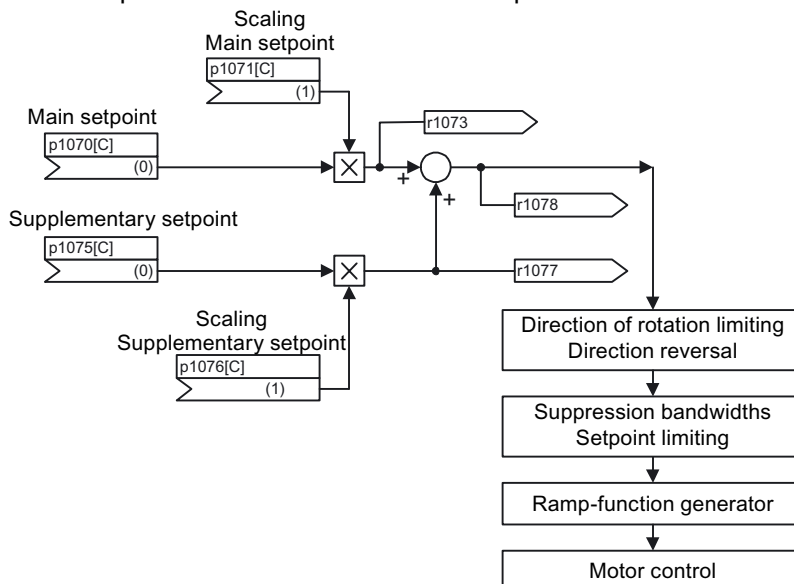 Scaling
Main setpoint
p1071[C]
(1)
r1073
Main setpoint
p1070[C]
(0)
+
+
r1078
Supplementary setpoint
p1075[C]
(0)
r1077
Scaling
Supplementary setpoint
p1076[C]
(1)
Direction of rotation limiting
Direction reversal
Suppression bandwidths
Setpoint limiting
Ramp-function generator
Motor control